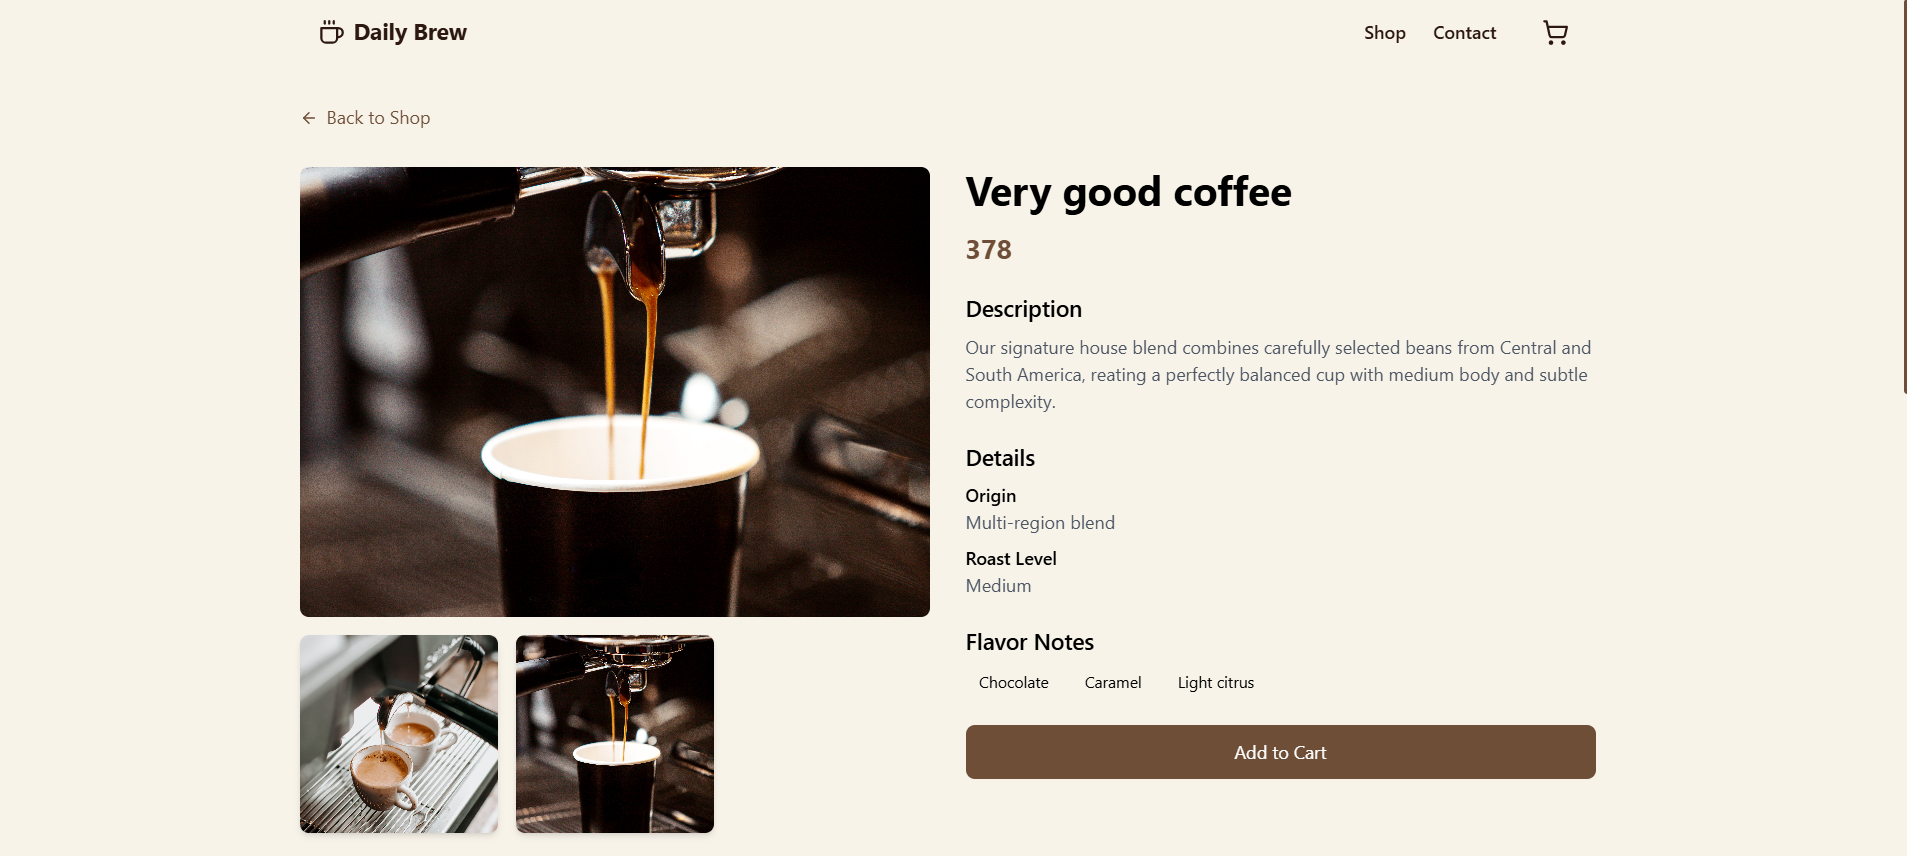 Daily Brew
Shop
Contact
Back to Shop
Very good coffee
378
Description
Our signature house blend combines carefully selected beans from Central and
South America, reating a perfectly balanced cup with medium body and subtle
complexity.
Details
Origin
Multi-region blend
Roast Level
Medium
Flavor Notes
Chocolate
Caramel
Light citrus
Add to Cart